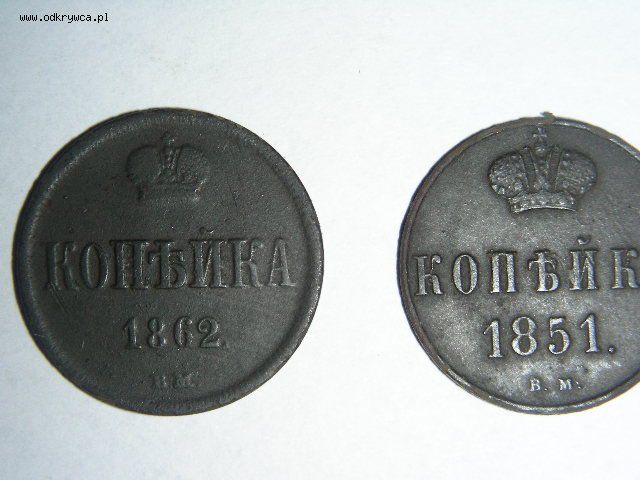 www.odkrywca.pl
КОПѢЙКА
1862.
В.М.
КОПѢЙК
1851.
В. М.